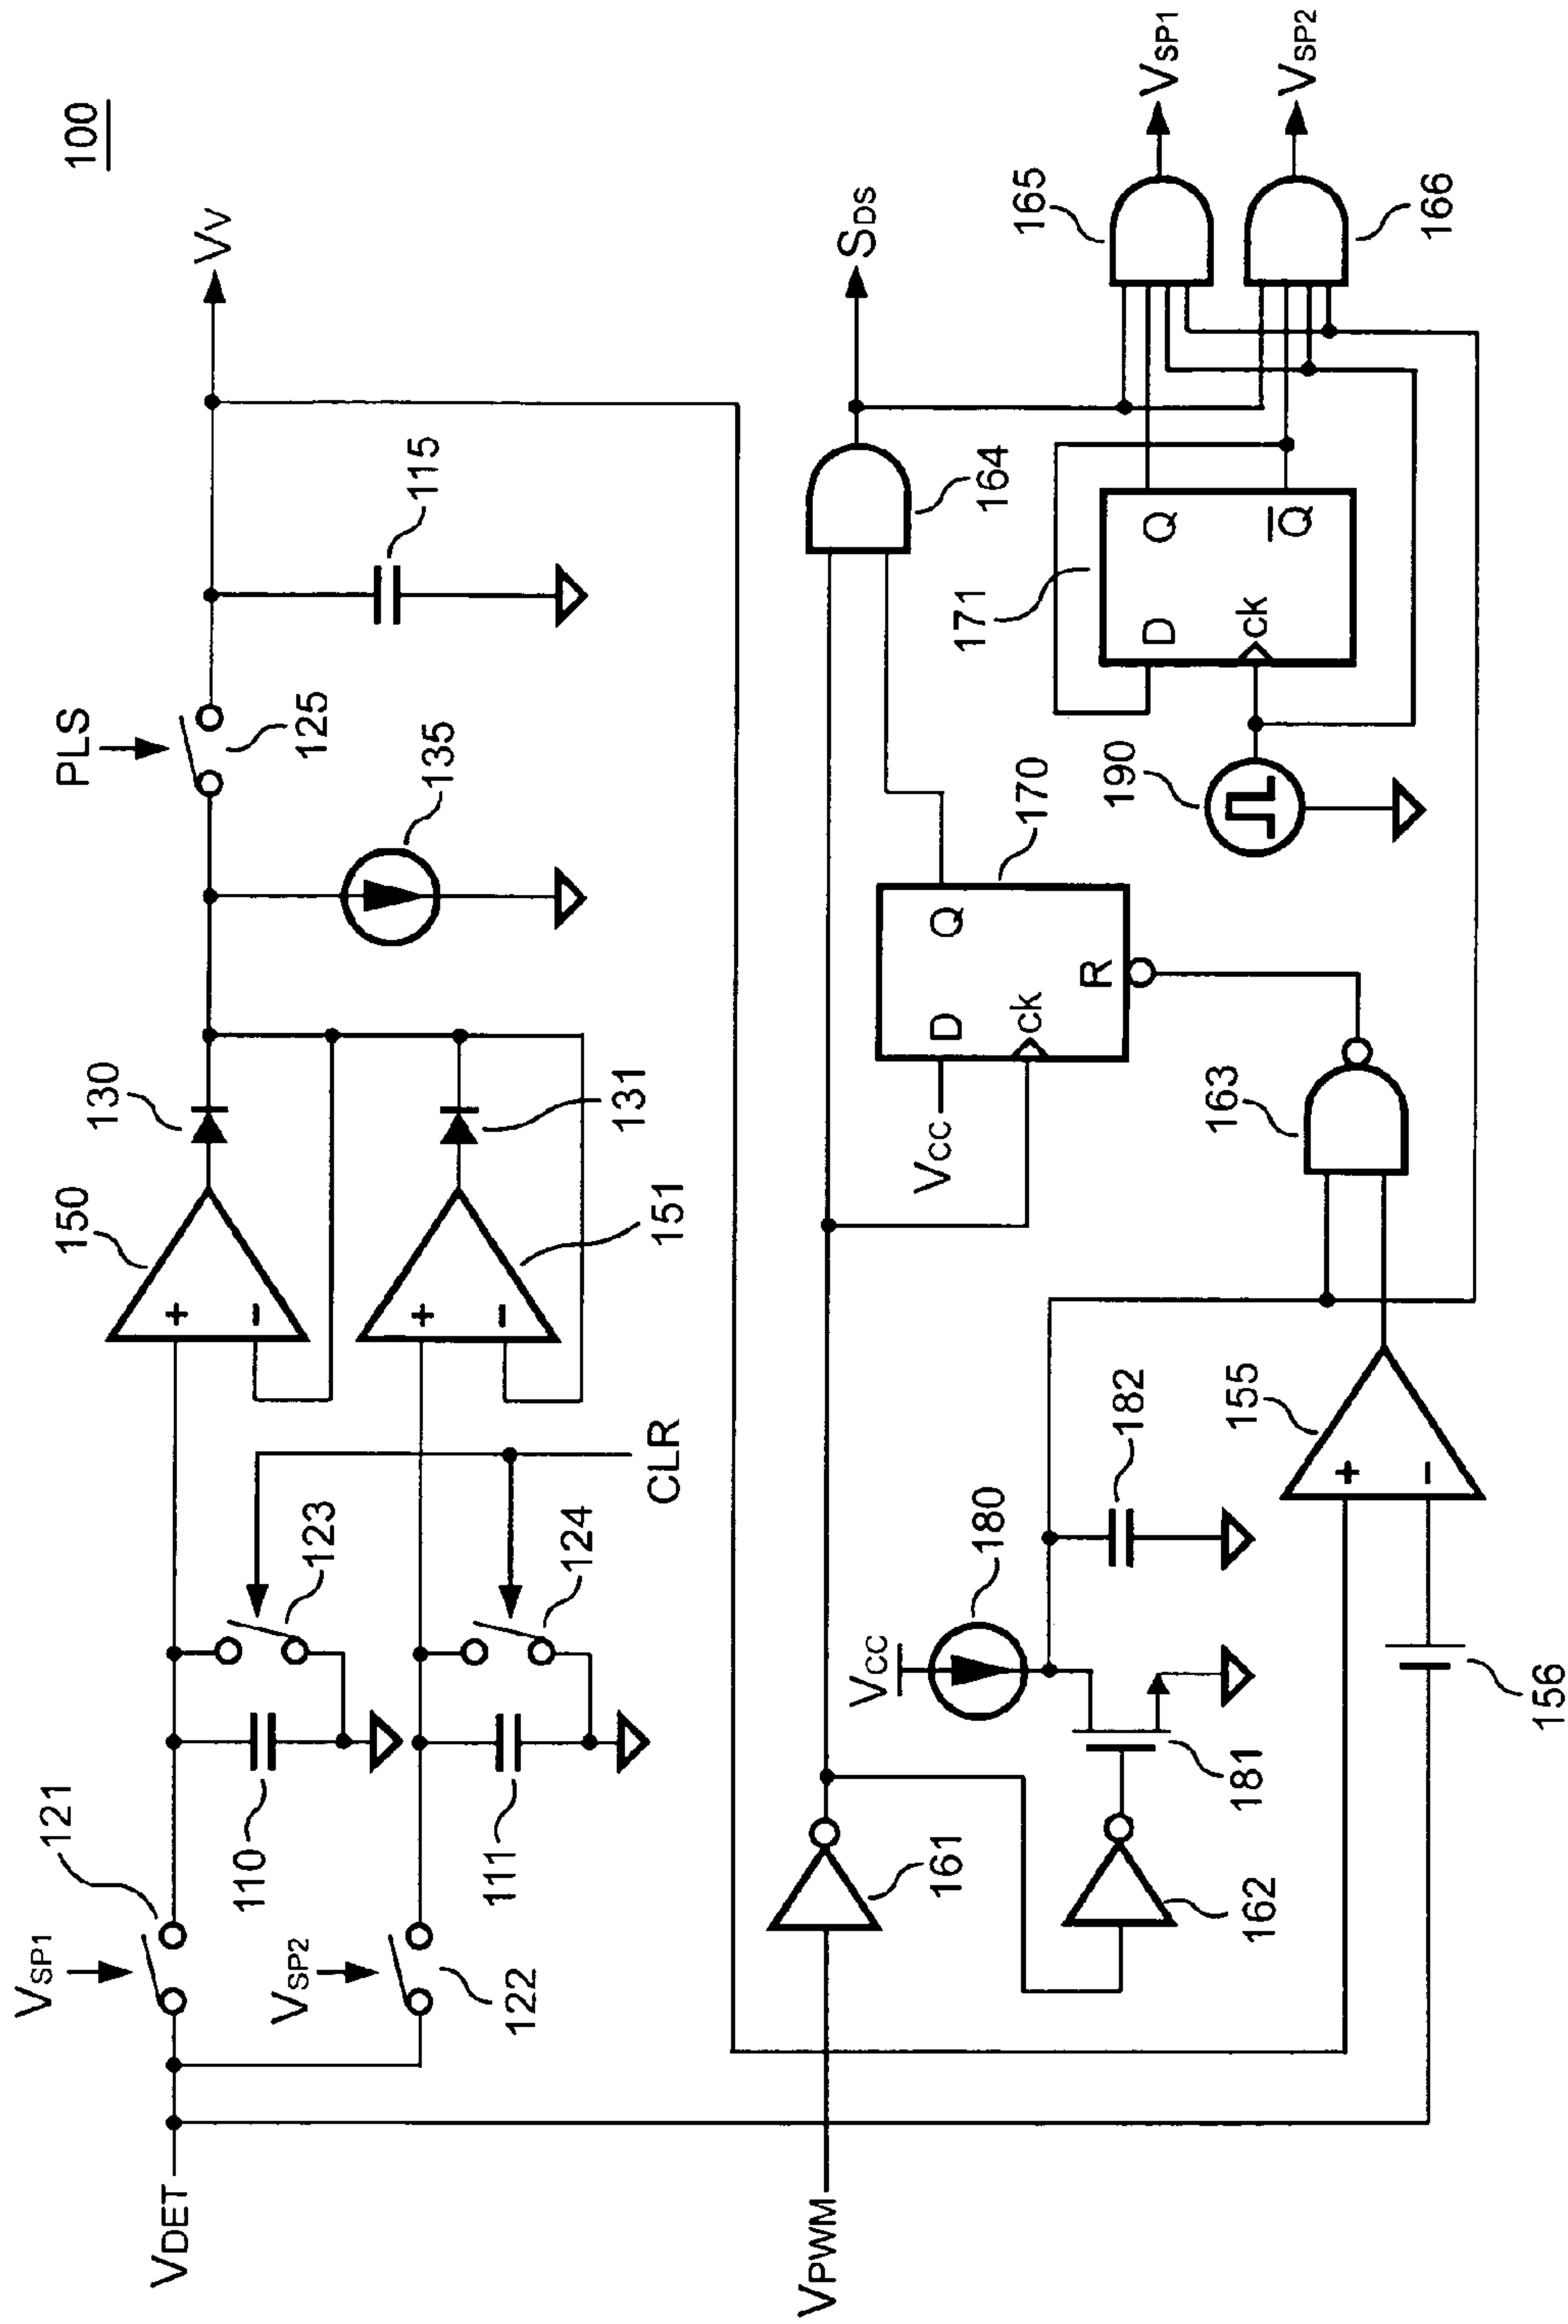 100
VDET
VSP1
121
110
123
150
130
PLS
125
135
115
VV
VSP2
122
111
124
CLR
+
-
+
-
151
131
VPWM
161
162
VCC
180
181
182
156
155
+
-
163
VCC
D
Q
ck
R
170
164
SDS
190
171
D
Q
ck
Q
165
166
VSP1
VSP2